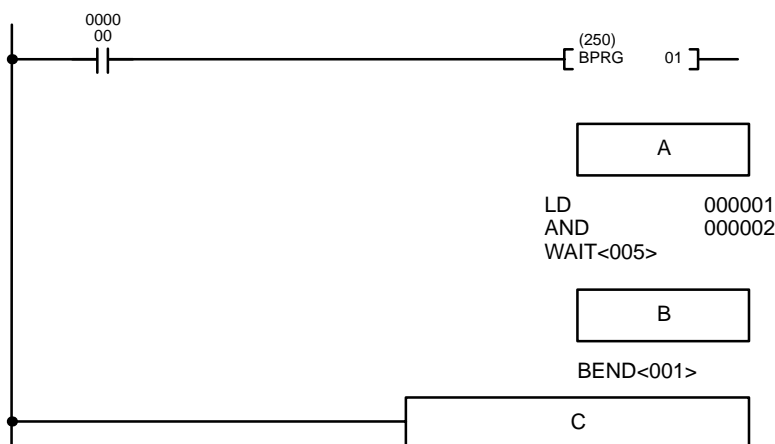 0000
00
(250)
BPRG 01
A
LD 000001
AND 000002
WAIT<005>
B
BEND<001>
C